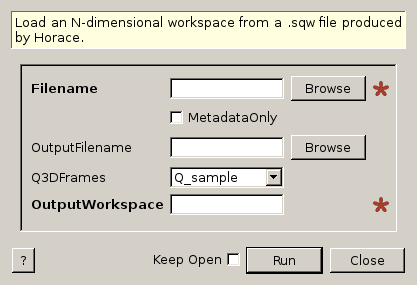 Load an N-dimensional workspace from a .sqw file produced
by Horace.
Filename Browse *
MetadataOnly
OutputFilename Browse
Q3DFrames Q_sample
OutputWorkspace *
? Keep Open Run Close